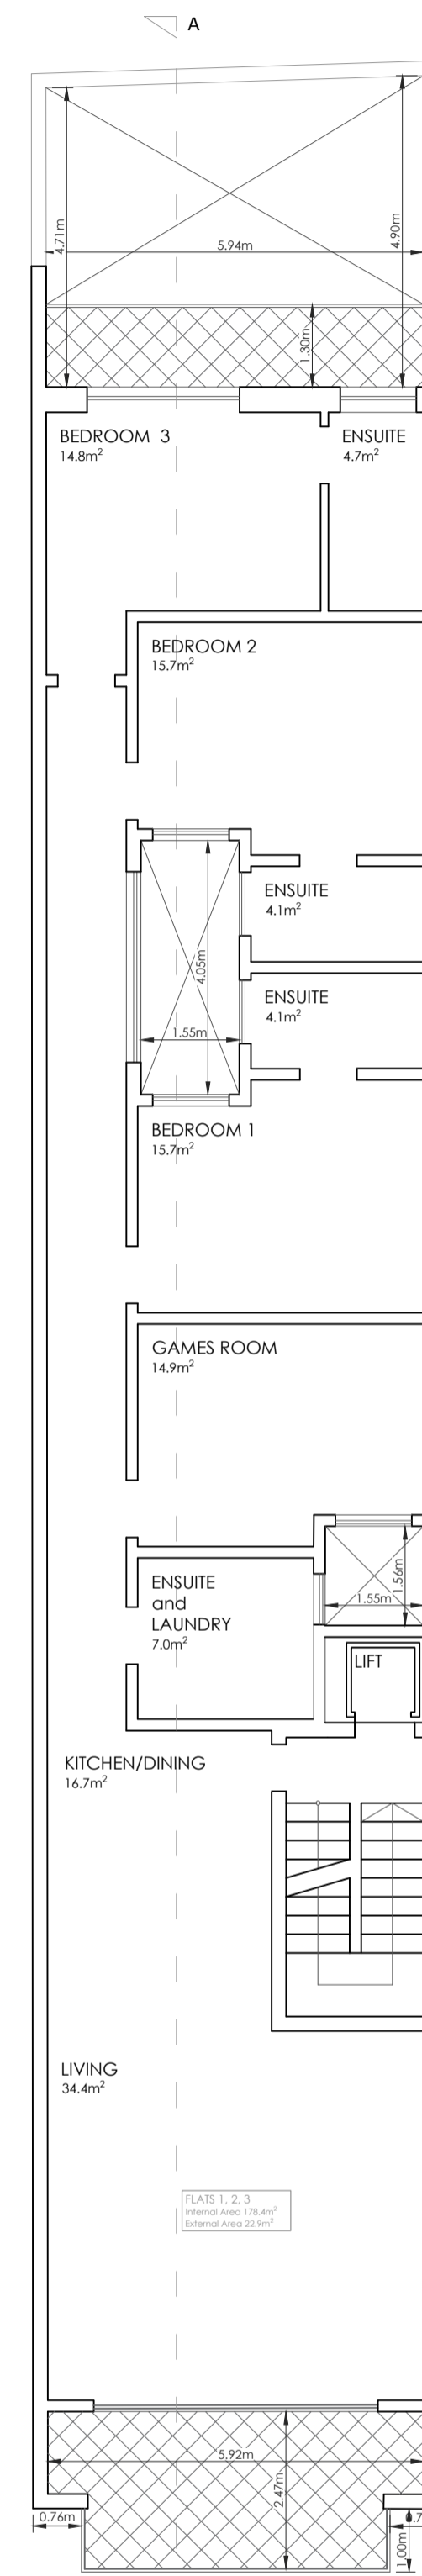 A
4.71m
5.94m
4.90m
1.30m
BEDROOM 3
14.8m²
ENSUITE
4.7m²
BEDROOM 2
15.7m²
ENSUITE
4.1m²
4.05m
ENSUITE
4.1m²
1.55m
BEDROOM 1
15.7m²
GAMES ROOM
14.9m²
1.56m
ENSUITE
and
LAUNDRY
7.0m²
1.55m
LIFT
KITCHEN/DINING
16.7m²
LIVING
34.4m²
FLATS 1, 2, 3
Internal Area 178.4m²
External Area 22.9m²
5.92m
2.47m
0.76m
1.00m